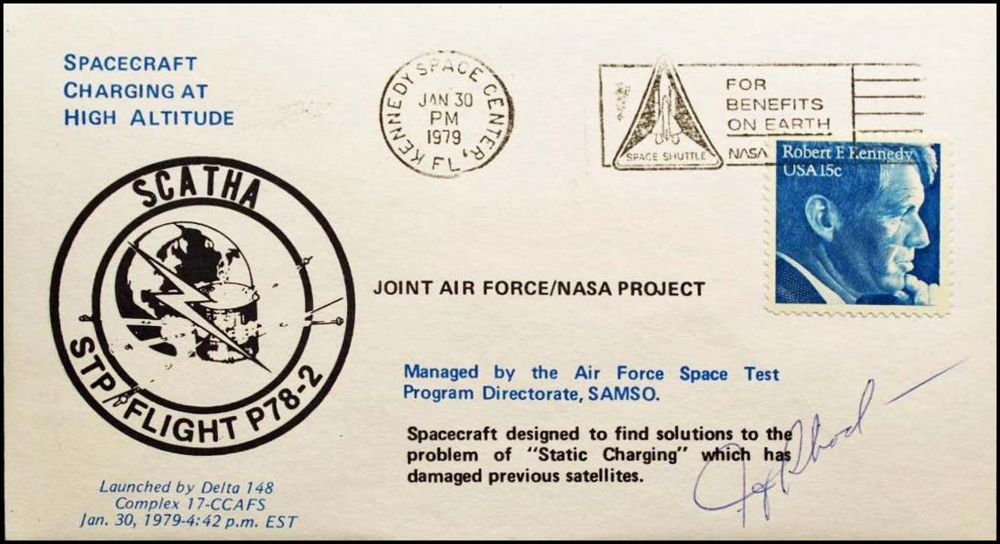 SPACECRAFT
CHARGING AT
HIGH ALTITUDE
KENNEDY SPACE CENTER, FL
JAN 30
PM
1979
FOR
BENEFITS
ON EARTH
SPACE SHUTTLE
NASA
Robert F. Kennedy
USA 15c
SCATHA
STP/FLIGHT P78-2
JOINT AIR FORCE/NASA PROJECT
Managed by the Air Force Space Test
Program Directorate, SAMSO.
Spacecraft designed to find solutions to the
problem of "Static Charging" which has
damaged previous satellites.
Launched by Delta 148
Complex 17-CCAFS
Jan. 30, 1979-4:42 p.m. EST